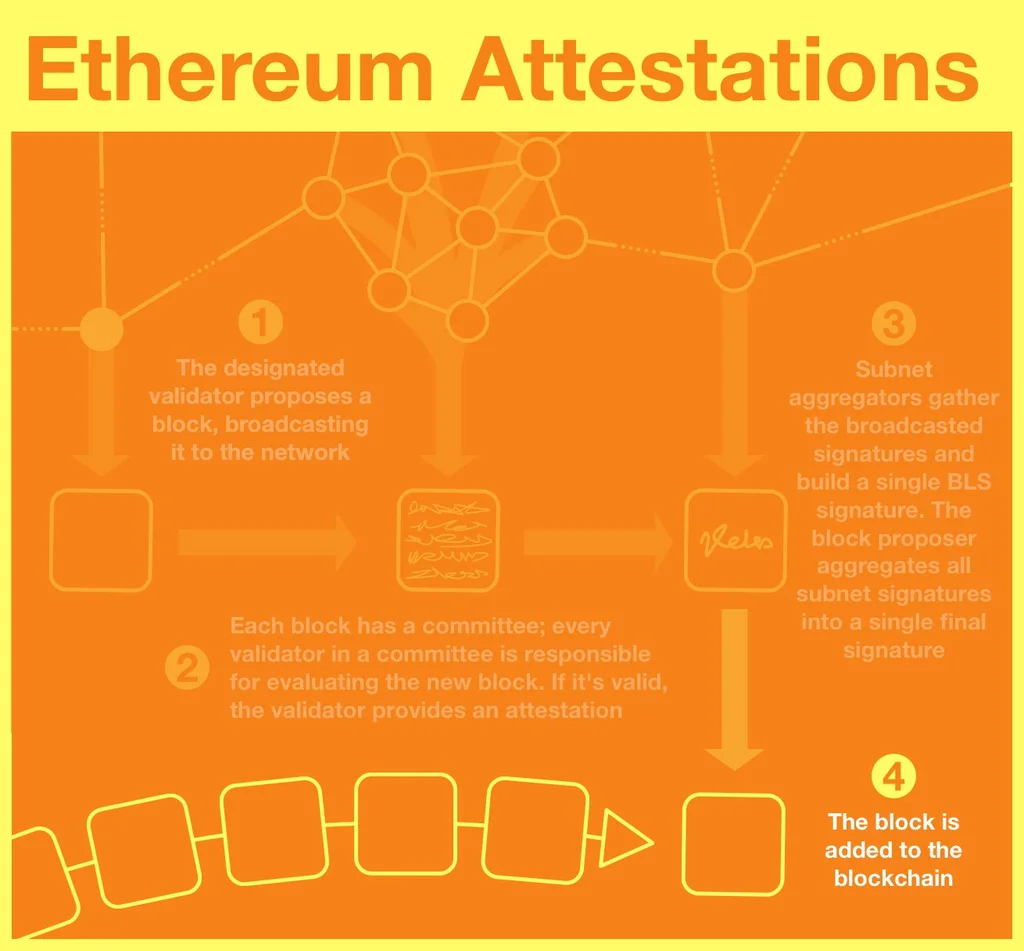 Ethereum Attestations
1
The designated
validator proposes a
block, broadcasting
it to the network
2
Each block has a committee; every
validator in a committee is responsible
for evaluating the new block. If it's valid,
the validator provides an attestation
3
Subnet
aggregators gather
the broadcasted
signatures and
build a single BLS
signature. The
block proposer
aggregates all
subnet signatures
into a single final
signature
4
The block is
added to the
blockchain